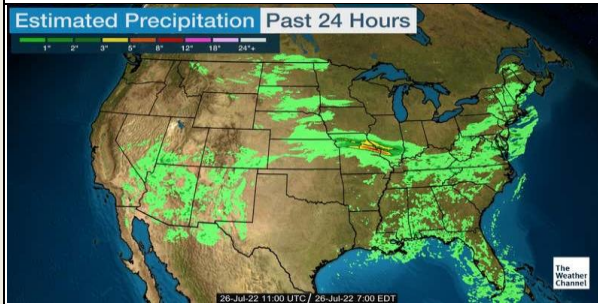 Estimated Precipitation Past 24 Hours
1" 2" 3" 5" 8" 12" 18" 24"+
The
Weather
Channel
26-Jul-22 11:00 UTC / 26-Jul-22 7:00 EDT